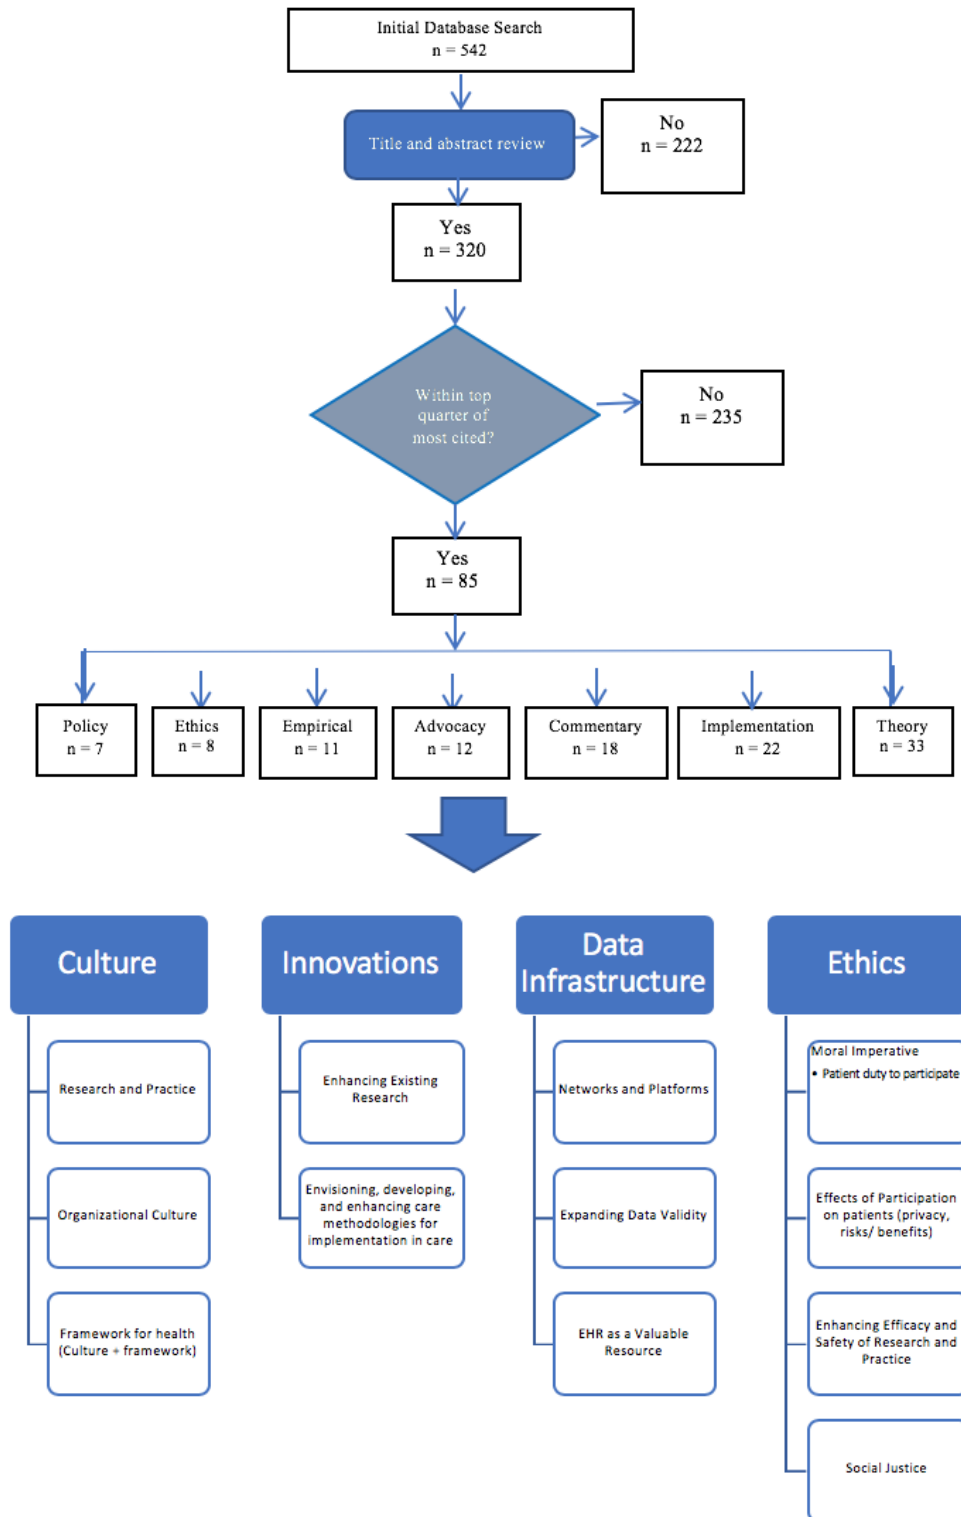 Initial Database Search
n = 542
Title and abstract review
No
n = 222
Yes
n = 320
Within top
quarter of
most cited?
No
n = 235
Yes
n = 85
Policy
n = 7
Ethics
n = 8
Empirical
n = 11
Advocacy
n = 12
Commentary
n = 18
Implementation
n = 22
Theory
n = 33
Culture
Research and Practice
Organizational Culture
Framework for health
(Culture + framework)
Innovations
Enhancing Existing
Research
Envisioning, developing,
and enhancing care
methodologies for
implementation in care
Data
Infrastructure
Networks and Platforms
Expanding Data Validity
EHR as a Valuable
Resource
Ethics
Moral Imperative
• Patient duty to participate
Effects of Participation
on patients (privacy,
risks/ benefits)
Enhancing Efficacy and
Safety of Research and
Practice
Social Justice